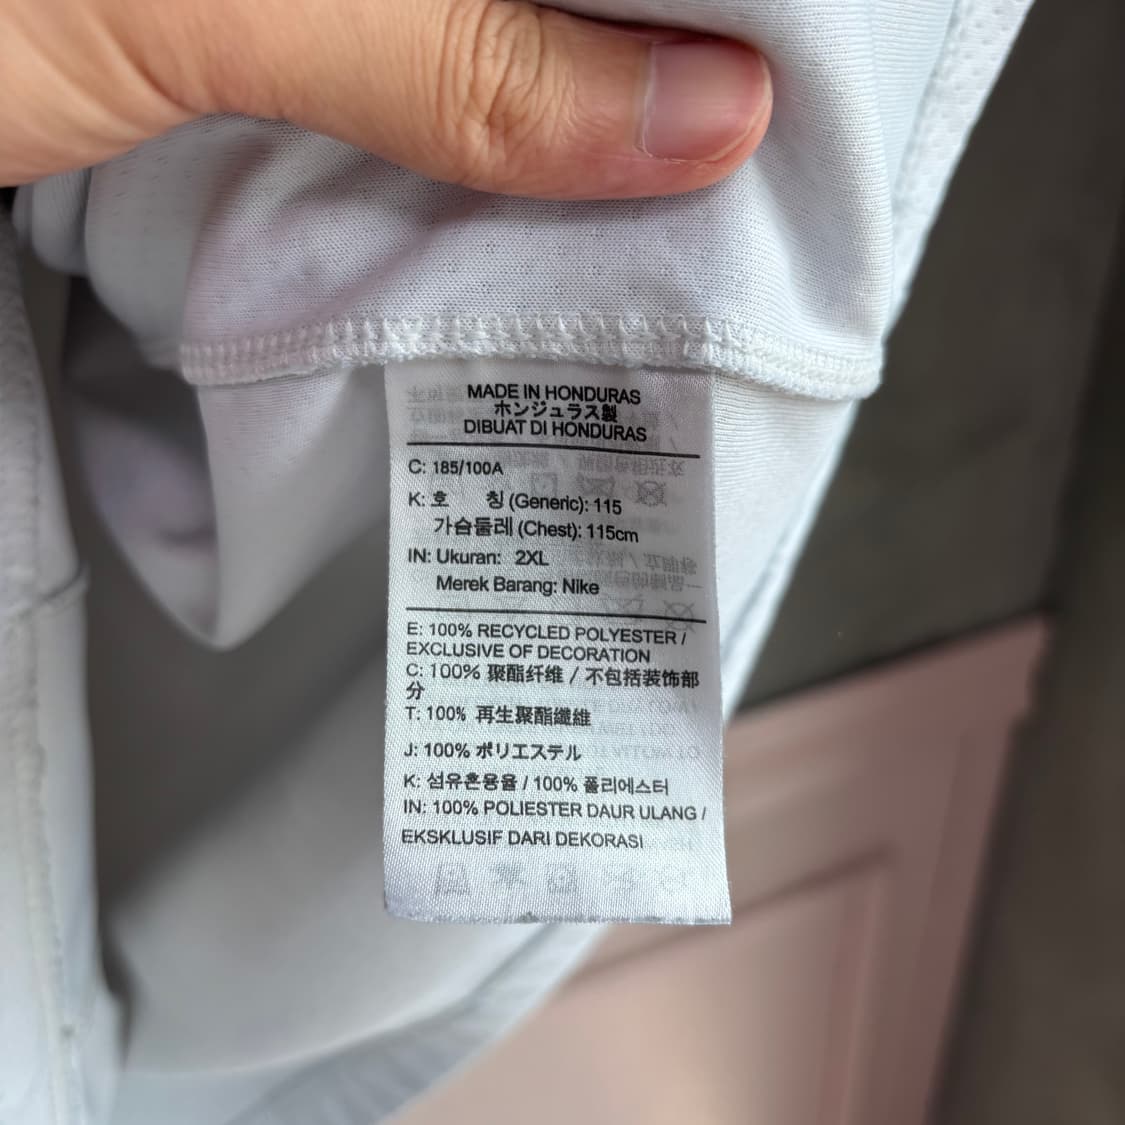 MADE IN HONDURAS
ホンジュラス製
DIBUAT DI HONDURAS
C: 185/100A
K: 호 칭 (Generic): 115
가슴둘레 (Chest): 115cm
IN: Ukuran: 2XL
Merek Barang: Nike
E: 100% RECYCLED POLYESTER /
EXCLUSIVE OF DECORATION
C: 100% 聚酯纤维 / 不包括装饰部
分
T: 100% 再生聚酯纖維
J: 100% ポリエステル
K: 섬유혼용율 / 100% 폴리에스터
IN: 100% POLIESTER DAUR ULANG /
EKSKLUSIF DARI DEKORASI